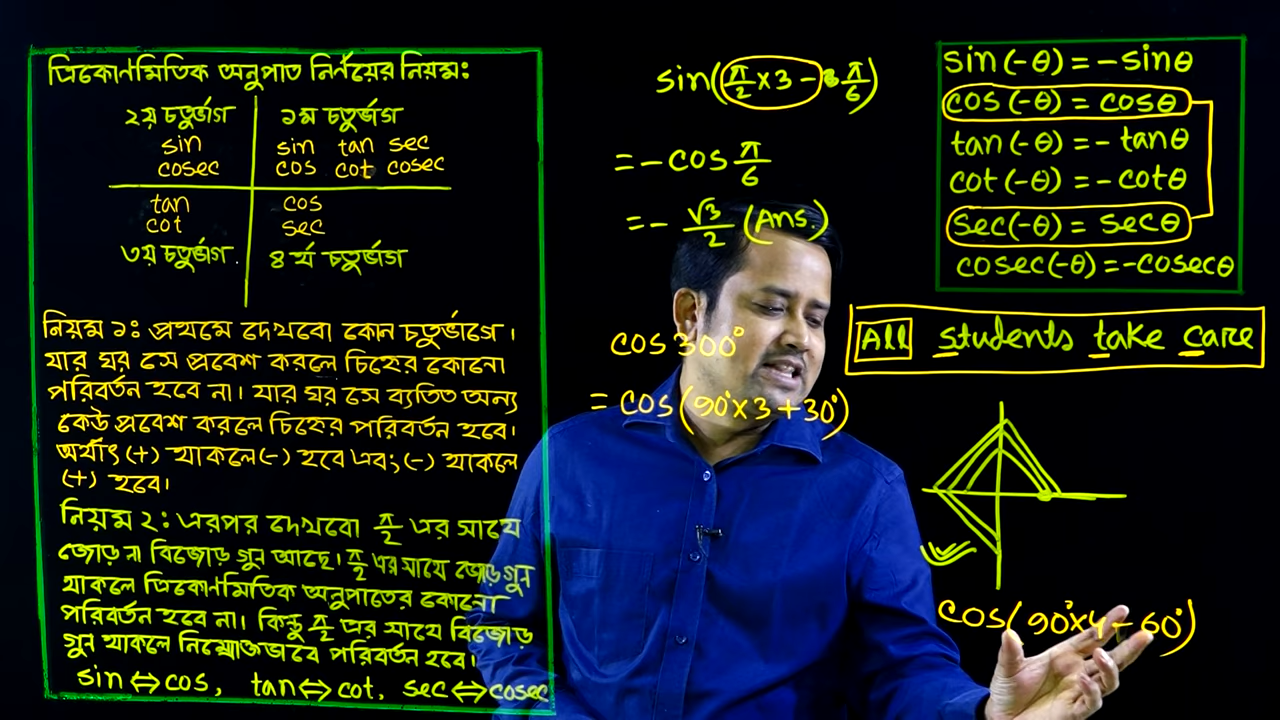 ত্রিকোণমিতিক অনুপাত নির্ণয়ের নিয়ম:
২য় চতুর্ভাগ
১ম চতুর্ভাগ
sin
cosec
sin tan sec
cos cot cosec
tan
cot
cos
sec
৩য় চতুর্ভাগ
৪র্থ চতুর্ভাগ
নিয়ম ১: প্রথমে দেখবো কোন চতুর্ভাগে।
যার ঘর সে প্রবেশ করলে চিহ্নের কোনো
পরিবর্তন হবে না। যার ঘর সে ব্যতিত অন্য
কেউ প্রবেশ করলে চিহ্নের পরিবর্তন হবে।
অর্থাৎ (+) থাকলে (-) হবে এবং (-) থাকলে
(+) হবে।
নিয়ম ২: এরপর দেখবো π/2 এর সাথে
জোড় না বিজোড় গুন আছে। π/2 এর সাথে জোড় গুন
থাকলে ত্রিকোণমিতিক অনুপাতের কোনো
পরিবর্তন হবে না। কিন্তু π/2 এর সাথে বিজোড়
গুন থাকলে নিম্মোক্তভাবে পরিবর্তন হবে।
sin⇔cos, tan⇔cot, sec⇔cosec
sin(π/2×3-π/6)
=-cos π/6
=- √3/2 (Ans.)
cos 300°
= cos(90°×3+30°)
sin(-θ)=-sinθ
cos(-θ)=cosθ
tan(-θ)=-tanθ
cot(-θ)=-cotθ
sec(-θ)=secθ
cosec(-θ)=-cosecθ
All students take care
cos(90°×4-60°)